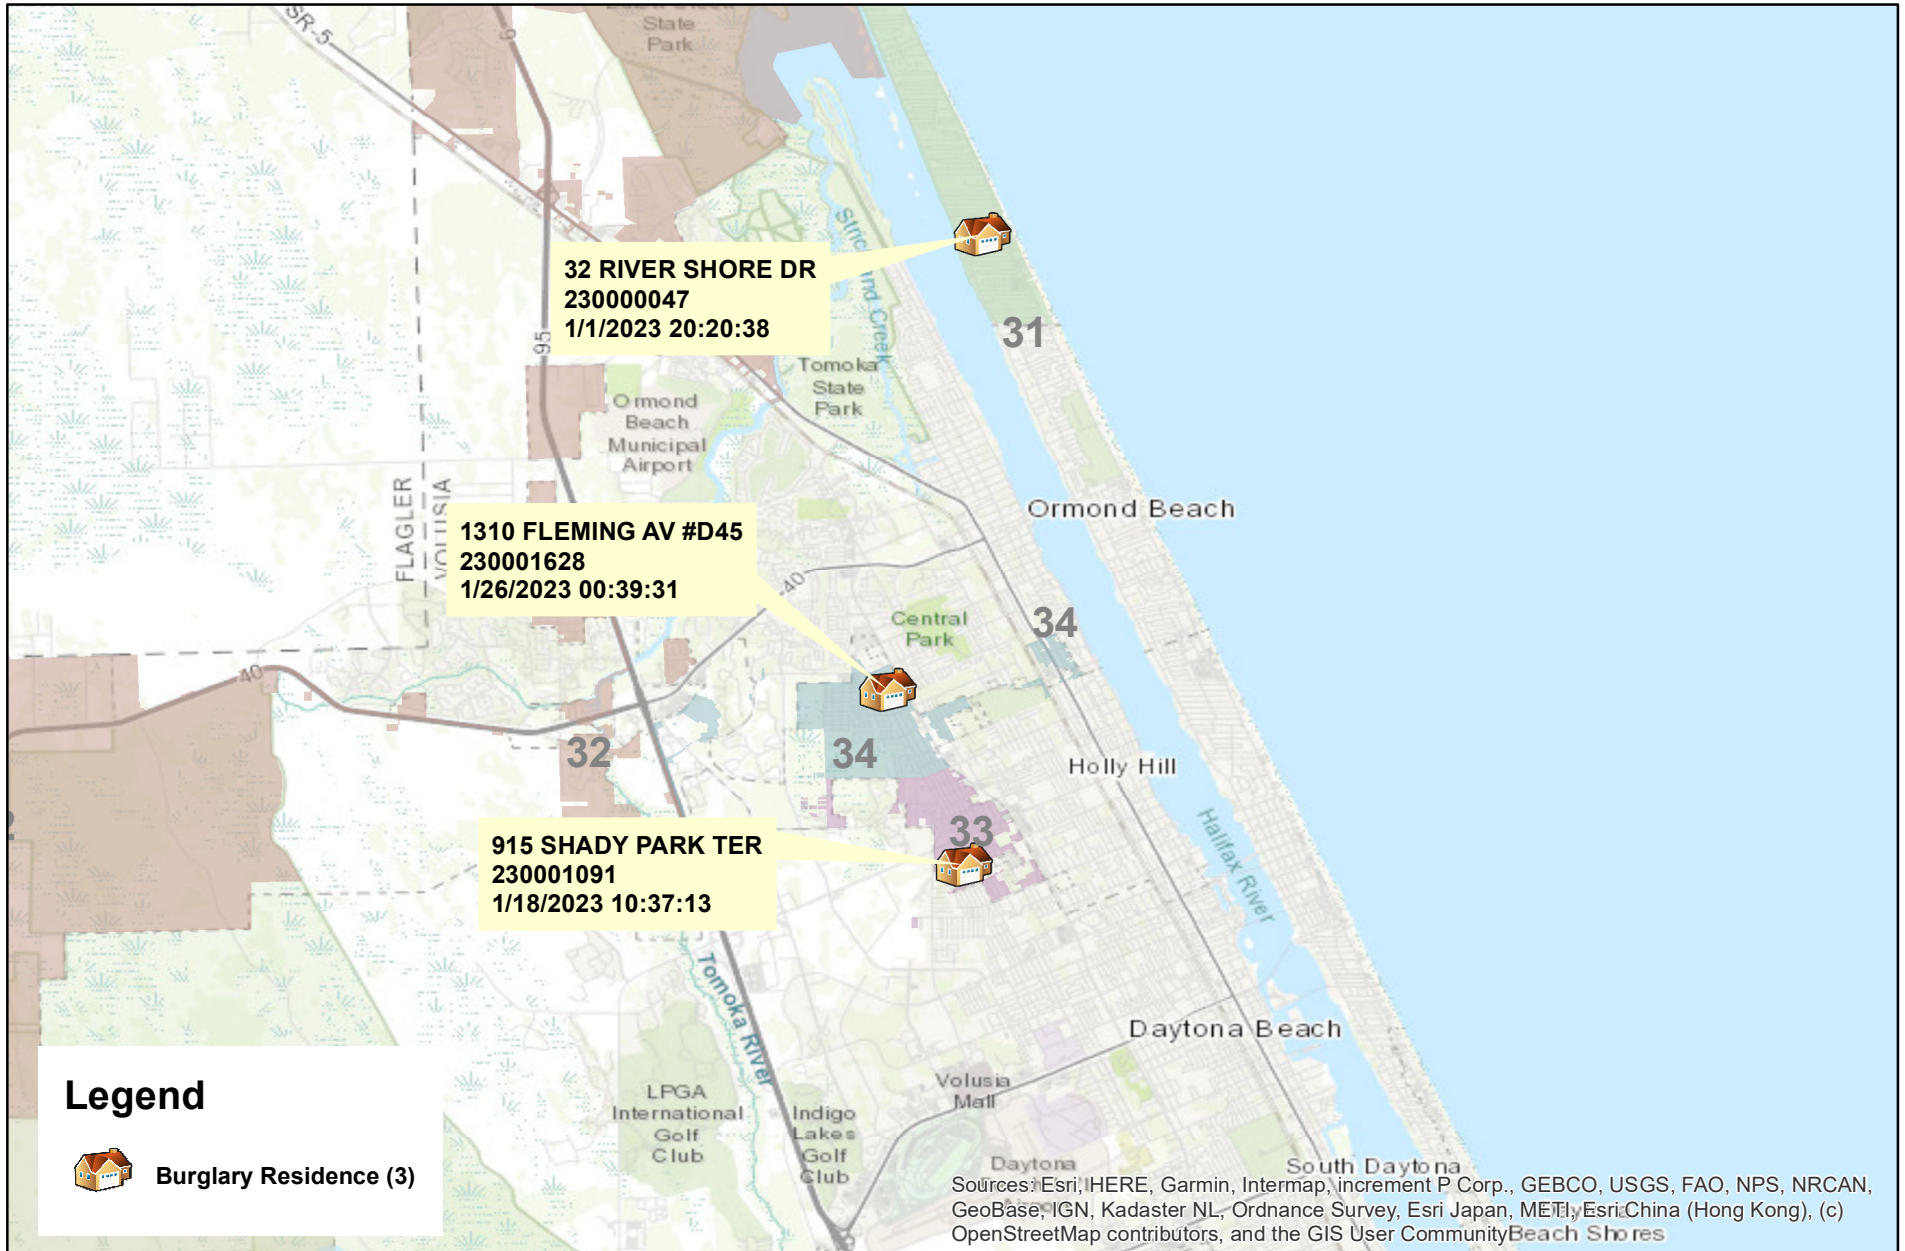 SR-5
State
Park
9
32 RIVER SHORE DR
230000047
1/1/2023 20:20:38
95
31
Tomoka
State
Park
Ormond
Beach
Municipal
Airport
FLAGLER
VOLUSIA
Ormond Beach
1310 FLEMING AV #D45
230001628
1/26/2023 00:39:31
40
Central
Park
34
40
32
34
Holly Hill
33
Halifax River
915 SHADY PARK TER
230001091
1/18/2023 10:37:13
Tomoka River
Daytona Beach
Volusia
Mall
LPGA
International
Golf
Club
Indigo
Lakes
Golf
Club
Daytona
South Daytona
Legend
Burglary Residence (3)
Sources: Esri, HERE, Garmin, Intermap, increment P Corp., GEBCO, USGS, FAO, NPS, NRCAN,
GeoBase, IGN, Kadaster NL, Ordnance Survey, Esri Japan, METI, Esri China (Hong Kong), (c)
OpenStreetMap contributors, and the GIS User Community
Beach Shores